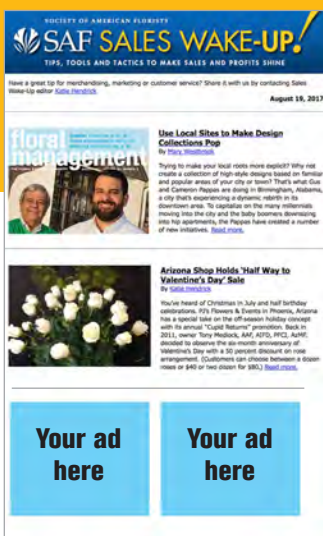 SOCIETY OF AMERICAN FLORISTS
SAF SALES WAKE-UP!
TIPS, TOOLS AND TACTICS TO MAKE SALES AND PROFITS SHINE
Have a great tip for merchandising, marketing or customer service? Share it with us by contacting Sales
Wake-Up editor Katie Hendrick.
August 19, 2017
floral
management
Use Local Sites to Make Design
Collections Pop
By Mary Westbrook
Trying to make your local roots more explicit? Why not
create a collection of high-style designs based on familiar
and popular areas of your city or town? That's what Gus
and Cameron Pappas are doing in Birmingham, Alabama,
a city that's experiencing a dynamic rebirth in its
downtown area. To capitalize on the many millennials
moving into the city and the baby boomers downsizing
into hip apartments, the Pappas have created a number
of new initiatives. Read more.
Arizona Shop Holds 'Half Way to
Valentine's Day' Sale
By Katie Hendrick
You've heard of Christmas in July and half birthday
celebrations. PJ's Flowers & Events in Phoenix, Arizona
has a special take on the off-season holiday concept
with its annual "Cupid Returns" promotion. Back in
2011, owner Tony Medlock, AAF, AIFD, PFCI, AzMF,
decided to observe the six-month anniversary of
Valentine's Day with a 50 percent discount on rose
arrangement. (Customers can choose between a dozen
roses or $40 or two dozen for $80.) Read more.
Your ad
here
Your ad
here